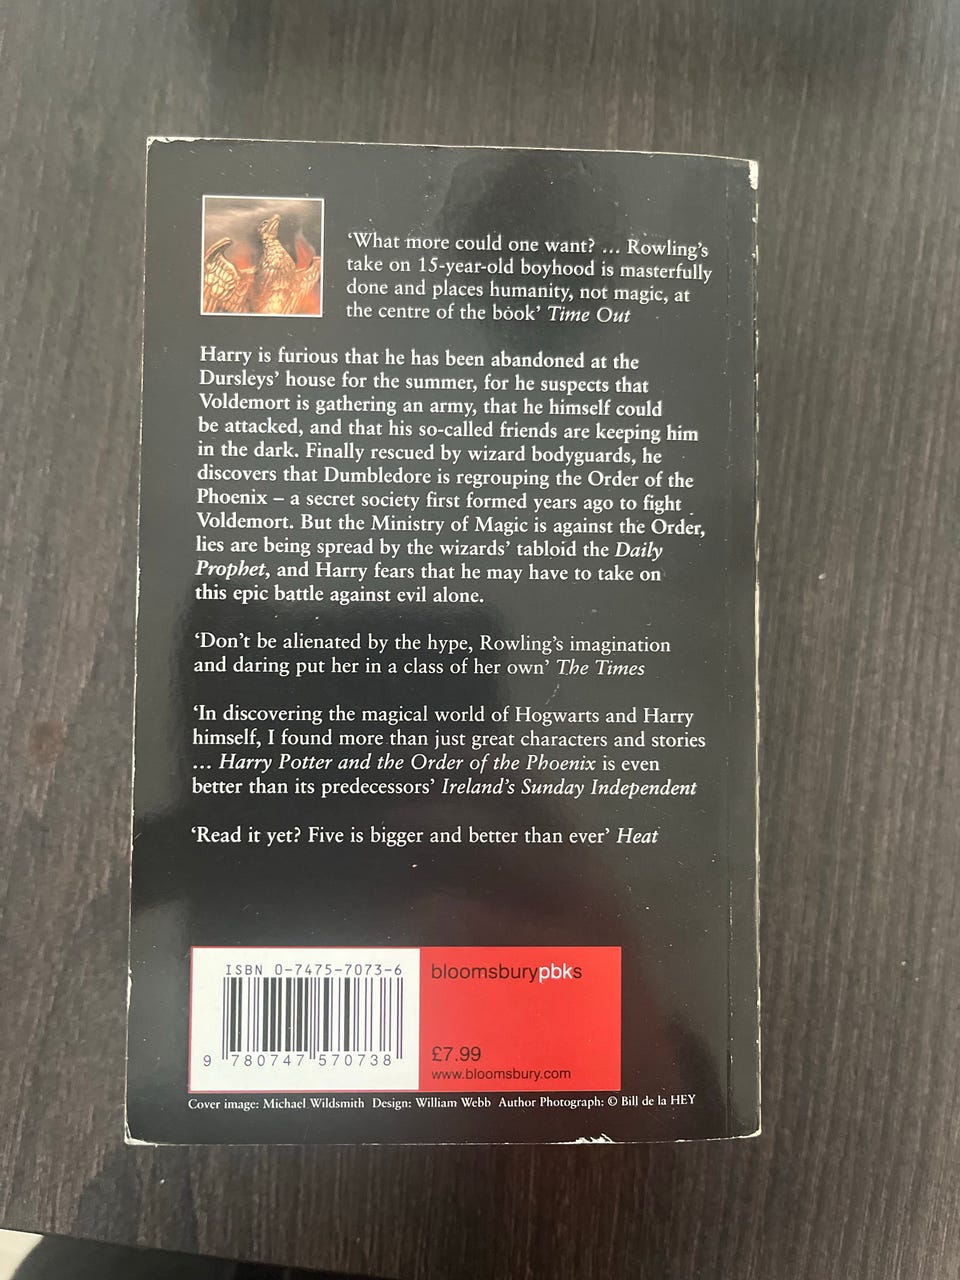 ‘What more could one want? ... Rowling’s
take on 15-year-old boyhood is masterfully
done and places humanity, not magic, at
the centre of the book’ Time Out
Harry is furious that he has been abandoned at the
Dursleys’ house for the summer, for he suspects that
Voldemort is gathering an army, that he himself could
be attacked, and that his so-called friends are keeping him
in the dark. Finally rescued by wizard bodyguards, he
discovers that Dumbledore is regrouping the Order of the
Phoenix – a secret society first formed years ago to fight
Voldemort. But the Ministry of Magic is against the Order,
lies are being spread by the wizards’ tabloid the Daily
Prophet, and Harry fears that he may have to take on
this epic battle against evil alone.
‘Don’t be alienated by the hype, Rowling’s imagination
and daring put her in a class of her own’ The Times
‘In discovering the magical world of Hogwarts and Harry
himself, I found more than just great characters and stories
... Harry Potter and the Order of the Phoenix is even
better than its predecessors’ Ireland’s Sunday Independent
‘Read it yet? Five is bigger and better than ever’ Heat
ISBN 0-7475-7073-6
9 780747 570738
bloomsburypbks
£7.99
www.bloomsbury.com
Cover image: Michael Wildsmith Design: William Webb Author Photograph: © Bill de la HEY